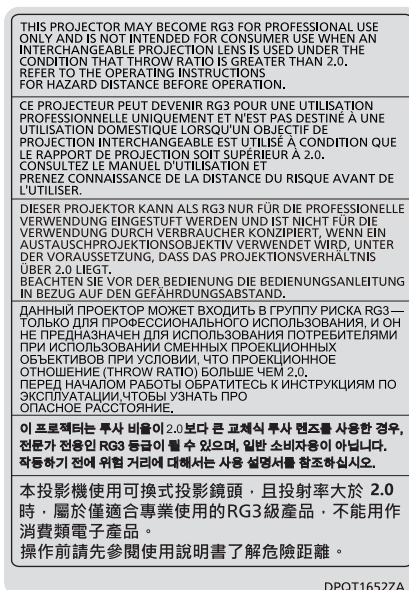 THIS PROJECTOR MAY BECOME RG3 FOR PROFESSIONAL USE
ONLY AND IS NOT INTENDED FOR CONSUMER USE WHEN AN
INTERCHANGEABLE PROJECTION LENS IS USED UNDER THE
CONDITION THAT THROW RATIO IS GREATER THAN 2.0.
REFER TO THE OPERATING INSTRUCTIONS
FOR HAZARD DISTANCE BEFORE OPERATION.
CE PROJECTEUR PEUT DEVENIR RG3 POUR UNE UTILISATION
PROFESSIONNELLE UNIQUEMENT ET N'EST PAS DESTINÉ À UNE
UTILISATION DOMESTIQUE LORSQU'UN OBJECTIF DE
PROJECTION INTERCHANGEABLE EST UTILISÉ À CONDITION QUE
LE RAPPORT DE PROJECTION SOIT SUPÉRIEUR À 2.0.
CONSULTEZ LE MANUEL D'UTILISATION ET
PRENEZ CONNAISSANCE DE LA DISTANCE DU RISQUE AVANT DE
L'UTILISER.
DIESER PROJEKTOR KANN ALS RG3 NUR FÜR DIE PROFESSIONELLE
VERWENDUNG EINGESTUFT WERDEN UND IST NICHT FÜR DIE
VERWENDUNG DURCH VERBRAUCHER KONZIPIERT, WENN EIN
AUSTAUSCHPROJEKTIONSOBJEKTIV VERWENDET WIRD, UNTER
DER VORAUSSETZUNG, DASS DAS PROJEKTIONSVERHÄLTNIS
ÜBER 2.0 LIEGT.
BEACHTEN SIE VOR DER BEDIENUNG DIE BEDIENUNGSANLEITUNG
IN BEZUG AUF DEN GEFÄHRDUNGSABSTAND.
ДАННЫЙ ПРОЕКТОР МОЖЕТ ВХОДИТЬ В ГРУППУ РИСКА RG3—
ТОЛЬКО ДЛЯ ПРОФЕССИОНАЛЬНОГО ИСПОЛЬЗОВАНИЯ, И ОН
НЕ ПРЕДНАЗНАЧЕН ДЛЯ ИСПОЛЬЗОВАНИЯ ПОТРЕБИТЕЛЯМИ
ПРИ ИСПОЛЬЗОВАНИИ СМЕННЫХ ПРОЕКЦИОННЫХ
ОБЪЕКТИВОВ ПРИ УСЛОВИИ, ЧТО ПРОЕКЦИОННОЕ
ОТНОШЕНИЕ (THROW RATIO) БОЛЬШЕ ЧЕМ 2.0.
ПЕРЕД НАЧАЛОМ РАБОТЫ ОБРАТИТЕСЬ К ИНСТРУКЦИЯМ ПО
ЭКСПЛУАТАЦИИ,ЧТОБЫ УЗНАТЬ ПРО
ОПАСНОЕ РАССТОЯНИЕ.
이 프로젝터는 투사 비율이 2.0보다 큰 교체식 투사 렌즈를 사용한 경우,
전문가 전용인 RG3 등급이 될 수 있으며, 일반 소비자용이 아닙니다.
작동하기 전에 위험 거리에 대해서는 사용 설명서를 참조하십시오.
本投影機使用可換式投影鏡頭，且投射率大於 2.0
時，屬於僅適合專業使用的RG3級產品，不能用作
消費類電子產品。
操作前請先參閱使用說明書了解危險距離。
DPQT1652ZA